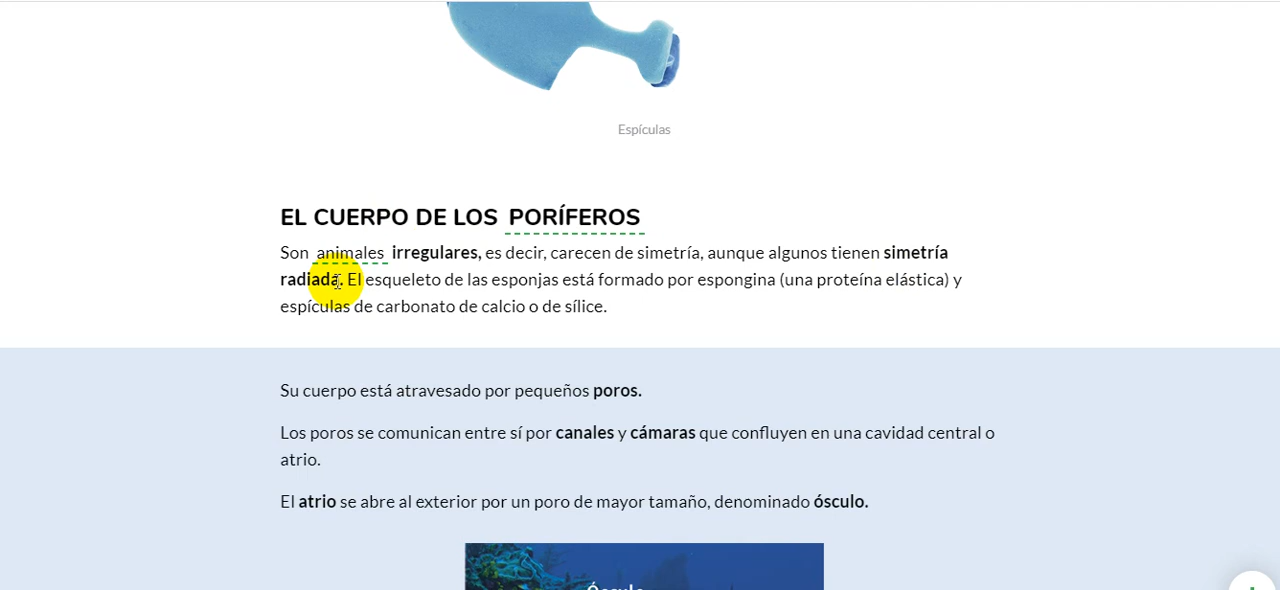 Espículas
EL CUERPO DE LOS PORÍFEROS
Son animales irregulares, es decir, carecen de simetría, aunque algunos tienen simetría
radiada. El esqueleto de las esponjas está formado por espongina (una proteína elástica) y
espículas de carbonato de calcio o de sílice.
Su cuerpo está atravesado por pequeños poros.
Los poros se comunican entre sí por canales y cámaras que confluyen en una cavidad central o
atrio.
El atrio se abre al exterior por un poro de mayor tamaño, denominado ósculo.
Ósculo